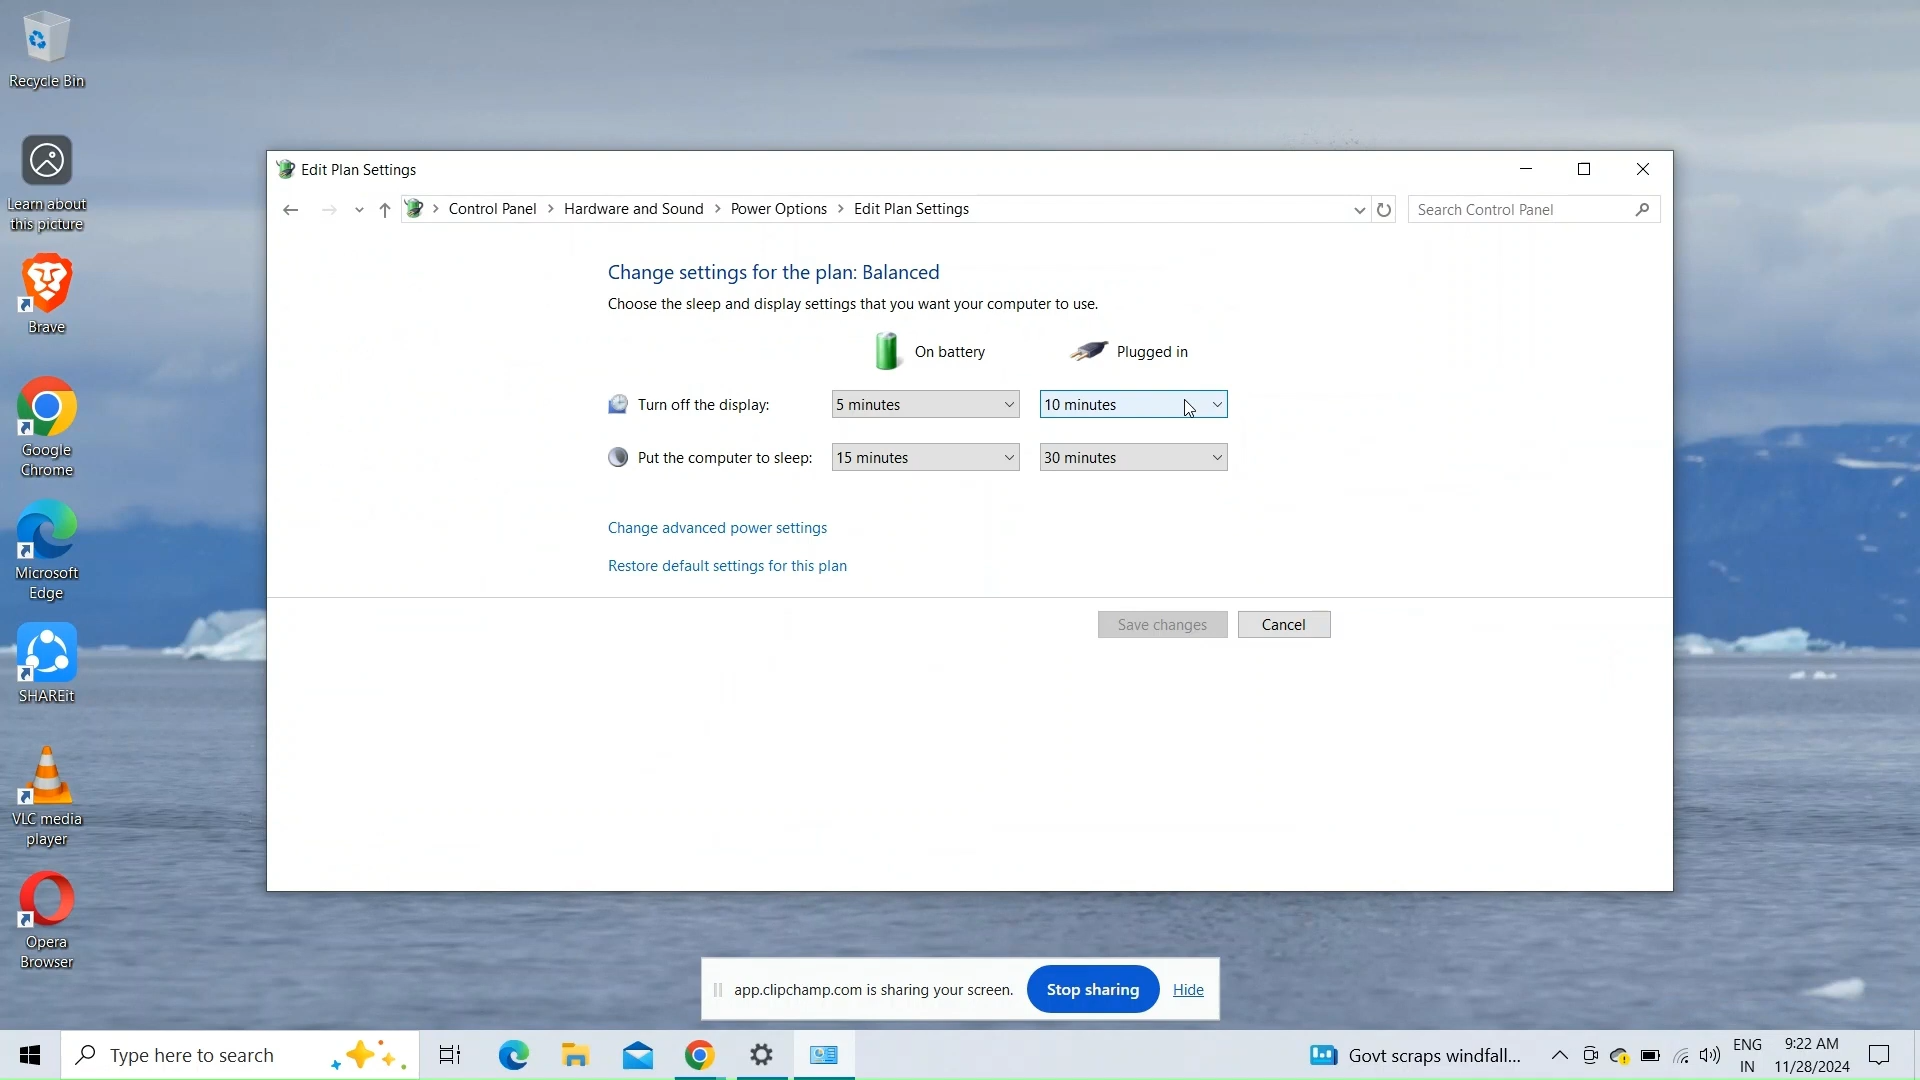 Recycle Bin
Learn about
this picture
Brave
Google
Chrome
Microsoft
Edge
SHAREit
VLC media
player
Opera
Browser
Edit Plan Settings
Control Panel > Hardware and Sound > Power Options > Edit Plan Settings
Search Control Panel
Change settings for the plan: Balanced
Choose the sleep and display settings that you want your computer to use.
On battery
Plugged in
Turn off the display:
5 minutes
10 minutes
Put the computer to sleep:
15 minutes
30 minutes
Change advanced power settings
Restore default settings for this plan
Save changes
Cancel
app.clipchamp.com is sharing your screen.
Stop sharing
Hide
Type here to search
Govt scraps windfall...
ENG
IN
9:22 AM
11/28/2024